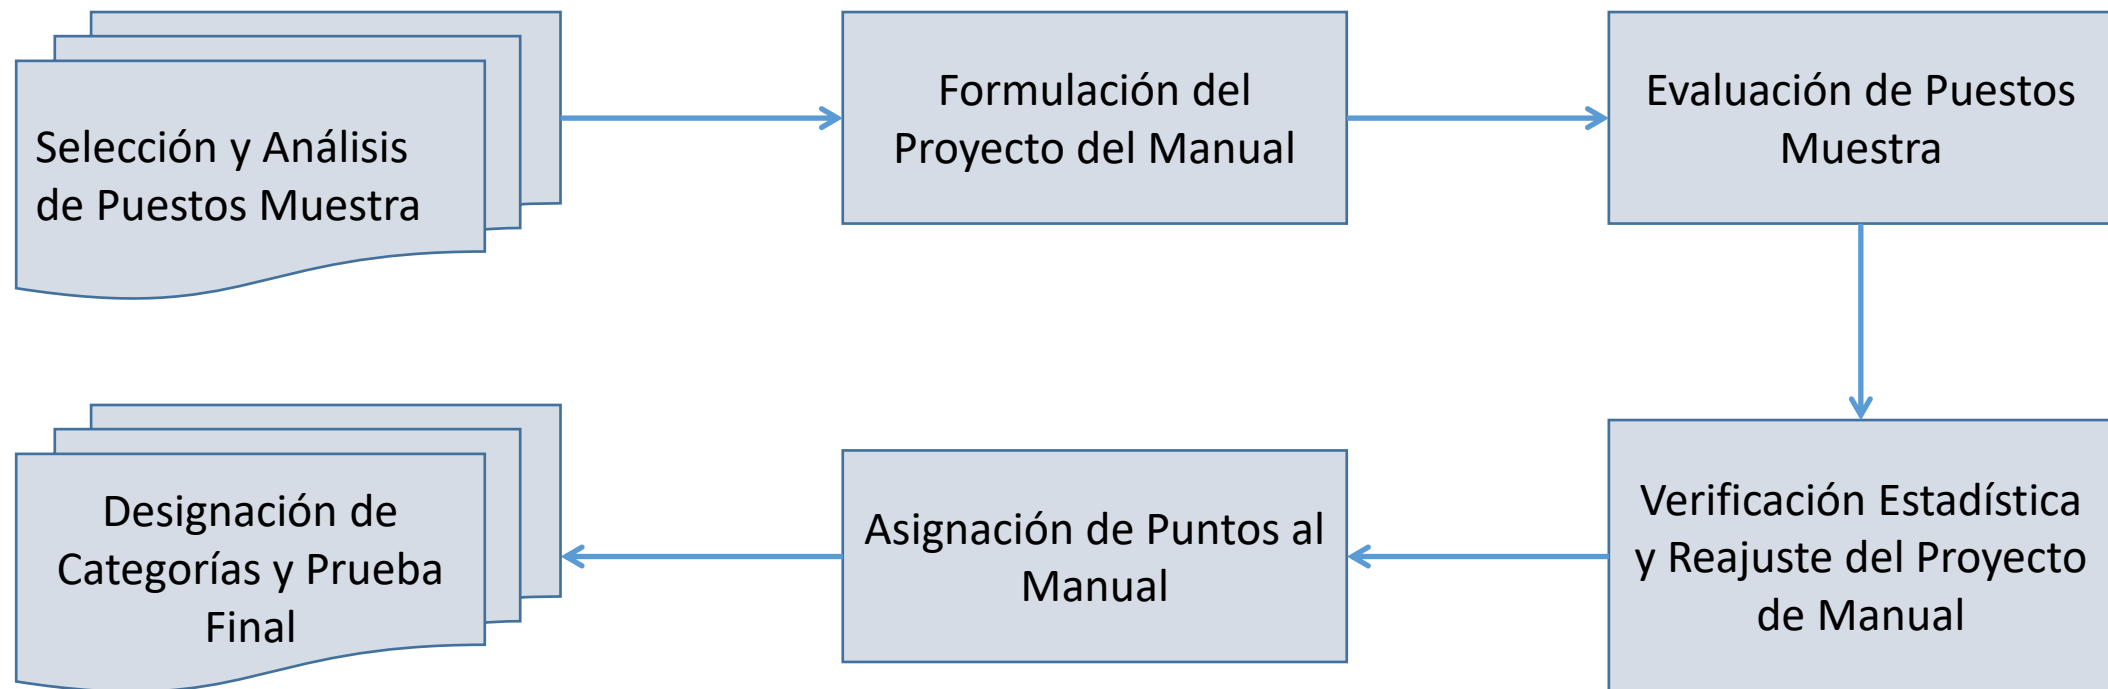 Selección y Análisis
de Puestos Muestra
Formulación del
Proyecto del Manual
Evaluación de Puestos
Muestra
Verificación Estadística
y Reajuste del Proyecto
de Manual
Asignación de Puntos al
Manual
Designación de
Categorías y Prueba
Final